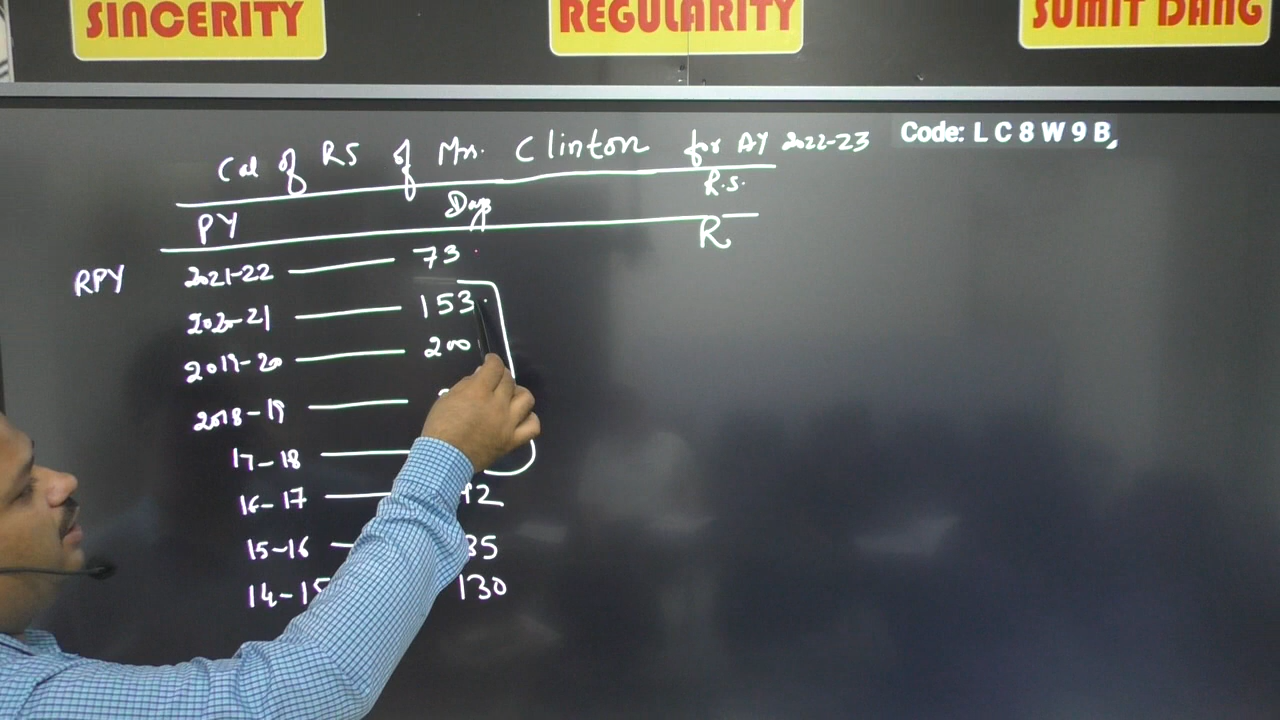 SINCERITY
REGULARITY
SUMIT DANG
Code: L C 8 W 9 B,
Cal of RS of Mr. Clinton for AY 2022-23
PY Days R.S.
R
RPY 2021-22 — 73
2020-21 — 153
2019-20 — 200
2018-19 —
17-18 —
16-17 —
15-16 — 35
14-15 130